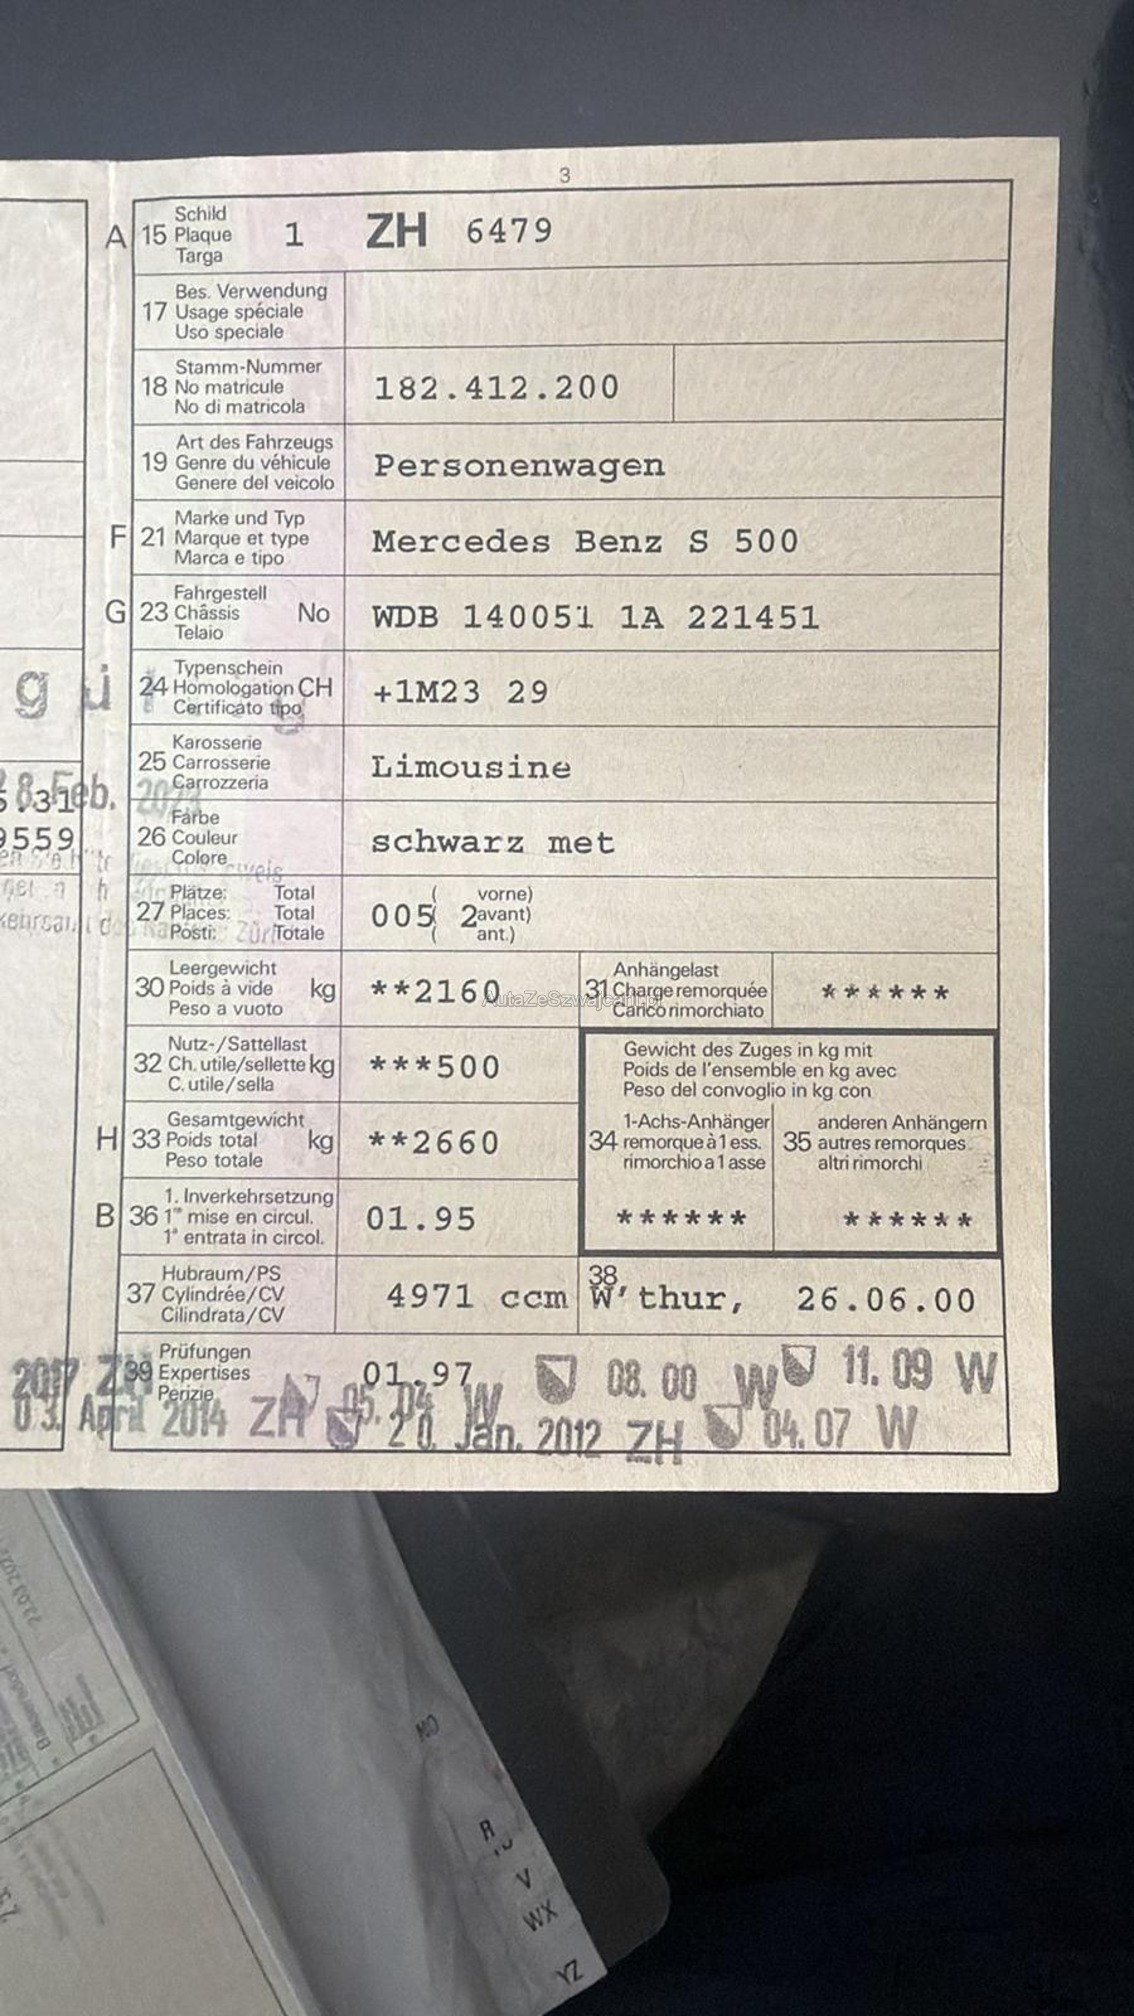 3
A 15 Schild Plaque Targa 1 ZH 6479
17 Bes. Verwendung
Usage spéciale
Uso speciale
18 Stamm-Nummer
No matricule
No di matricola
182.412.200
19 Art des Fahrzeugs
Genre du véhicule
Genere del veicolo
Personenwagen
F 21 Marke und Typ
Marque et type
Marca e tipo
Mercedes Benz S 500
G 23 Fahrgestell
Châssis No
Telaio
WDB 140051 1A 221451
24 Typenschein
Homologation CH
Certificato tipo
+1M23 29
25 Karosserie
Carrosserie
Carrozzeria
Limousine
26 Farbe
Couleur
Colore
schwarz met
27 Plätze: Total
Places: Total
Posti: Totale
005 ( 2 vorne)
( avant)
( ant.)
30 Leergewicht
Poids à vide kg
Peso a vuoto
**2160
31 Anhängelast
Charge remorquée
Carico rimorchiato
******
AutaZeSzwajcarii.pl
32 Nutz-/Sattellast
Ch. utile/sellette kg
C. utile/sella
***500
Gewicht des Zuges in kg mit
Poids de l'ensemble en kg avec
Peso del convoglio in kg con
H 33 Gesamtgewicht
Poids total kg
Peso totale
**2660
34 1-Achs-Anhänger
remorque à 1 ess.
rimorchio a 1 asse
******
35 anderen Anhängern
autres remorques
altri rimorchi
******
B 36 1. Inverkehrsetzung
1re mise en circul.
1a entrata in circol.
01.95
37 Hubraum/PS
Cylindrée/CV
Cilindrata/CV
4971 ccm
38 W'thur, 26.06.00
39 Prüfungen
Expertises
Perizie
01.97
08.00 W
11.09 W
2017 ZH
03. April 2014 ZH
05.04 W
20. Jan. 2012 ZH
04.07 W
9559
Feb.
R
V
WX
YZ